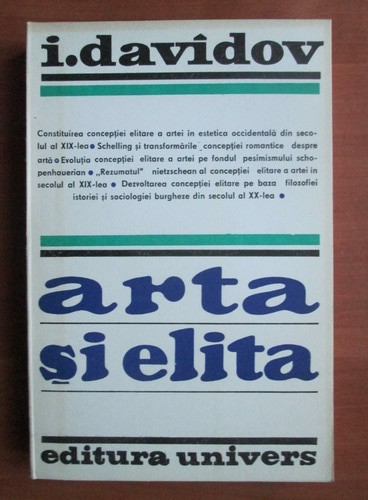 i.davîdov
Constituirea concepției elitare a artei în estetica occidentală din seco-
lul al XIX-lea • Schelling și transformările concepției romantice despre
artă • Evoluția concepției elitare a artei pe fondul pesimismului scho-
penhauerian • „Rezumatul” nietzschean al concepției elitare a artei în
secolul al XIX-lea • Dezvoltarea concepției elitare pe baza filozofiei
istoriei și sociologiei burgheze din secolul al XX-lea •
arta
și elita
editura univers